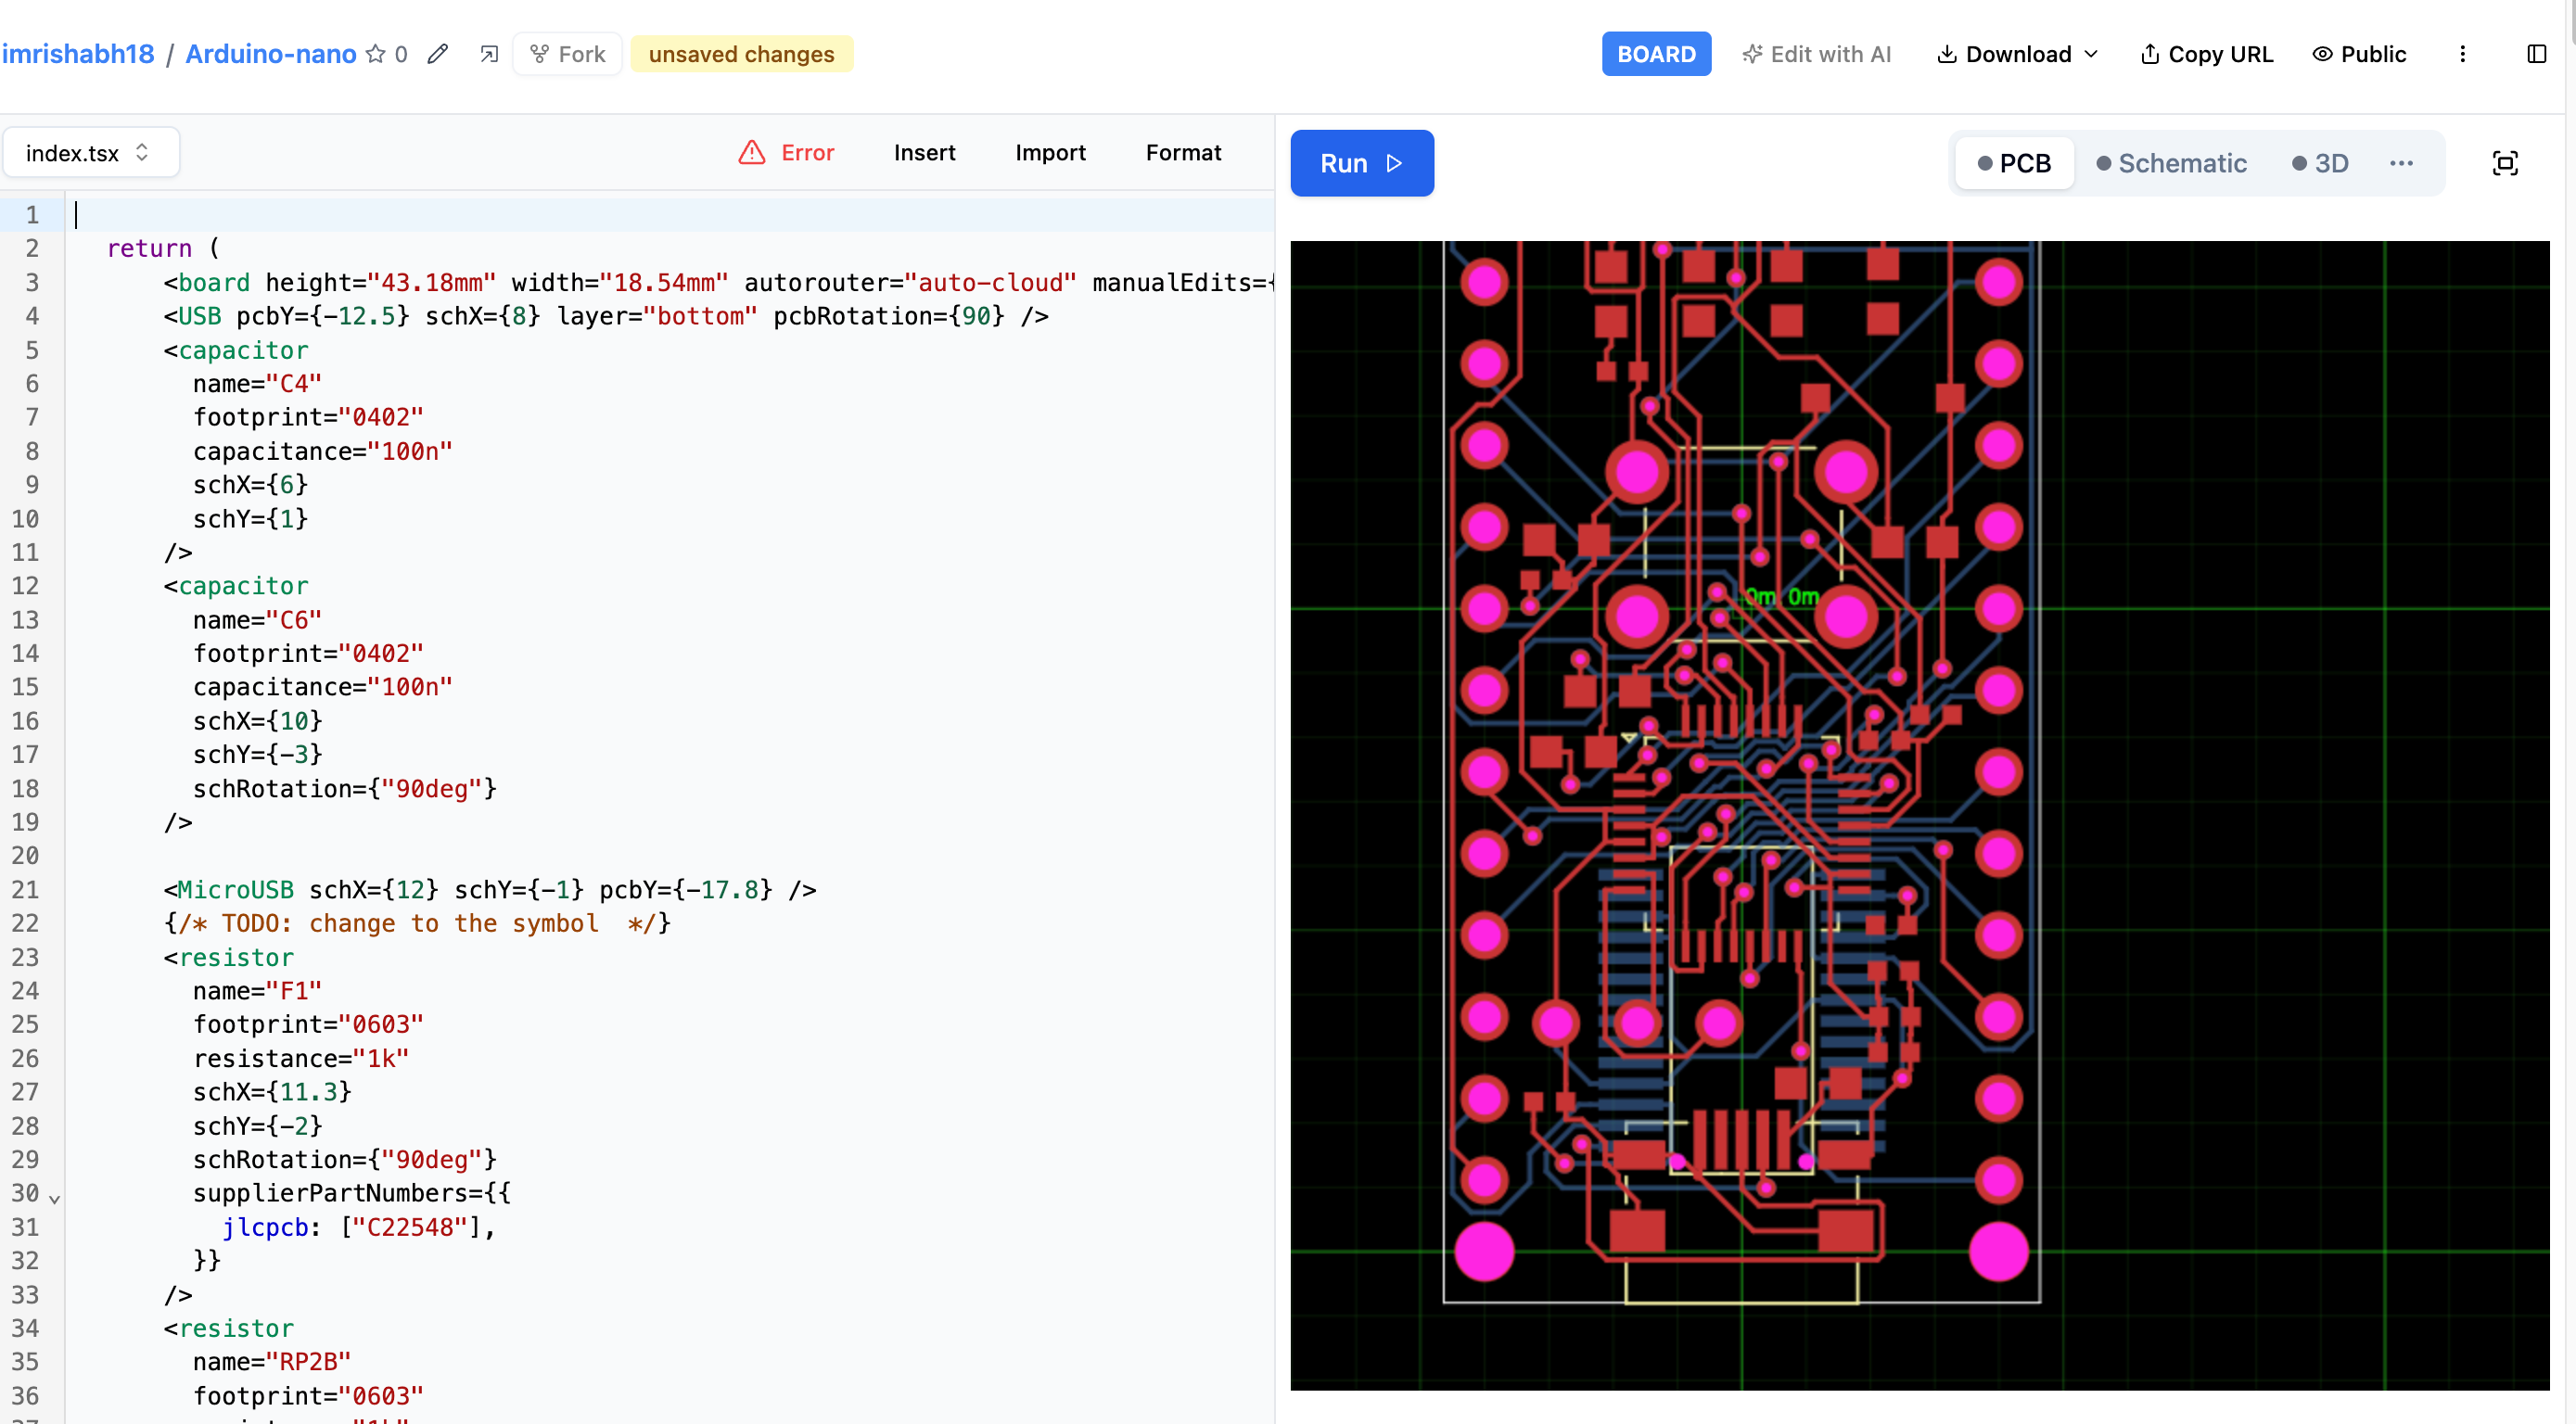 imrishabh18 / Arduino-nano 0 Fork unsaved changes BOARD Edit with AI Download Copy URL Public
index.tsx Error Insert Import Format Run PCB Schematic 3D ...
1
2 return (
3 <board height="43.18mm" width="18.54mm" autorouter="auto-cloud" manualEdits={
4 <USB pcbY={-12.5} schX={8} layer="bottom" pcbRotation={90} />
5 <capacitor
6 name="C4"
7 footprint="0402"
8 capacitance="100n"
9 schX={6}
10 schY={1}
11 />
12 <capacitor
13 name="C6"
14 footprint="0402"
15 capacitance="100n"
16 schX={10}
17 schY={-3}
18 schRotation={"90deg"}
19 />
20
21 <MicroUSB schX={12} schY={-1} pcbY={-17.8} />
22 {/* TODO: change to the symbol  */}
23 <resistor
24 name="F1"
25 footprint="0603"
26 resistance="1k"
27 schX={11.3}
28 schY={-2}
29 schRotation={"90deg"}
30 supplierPartNumbers={{
31 jlcpcb: ["C22548"],
32 }}
33 />
34 <resistor
35 name="RP2B"
36 footprint="0603"
0m, 0m